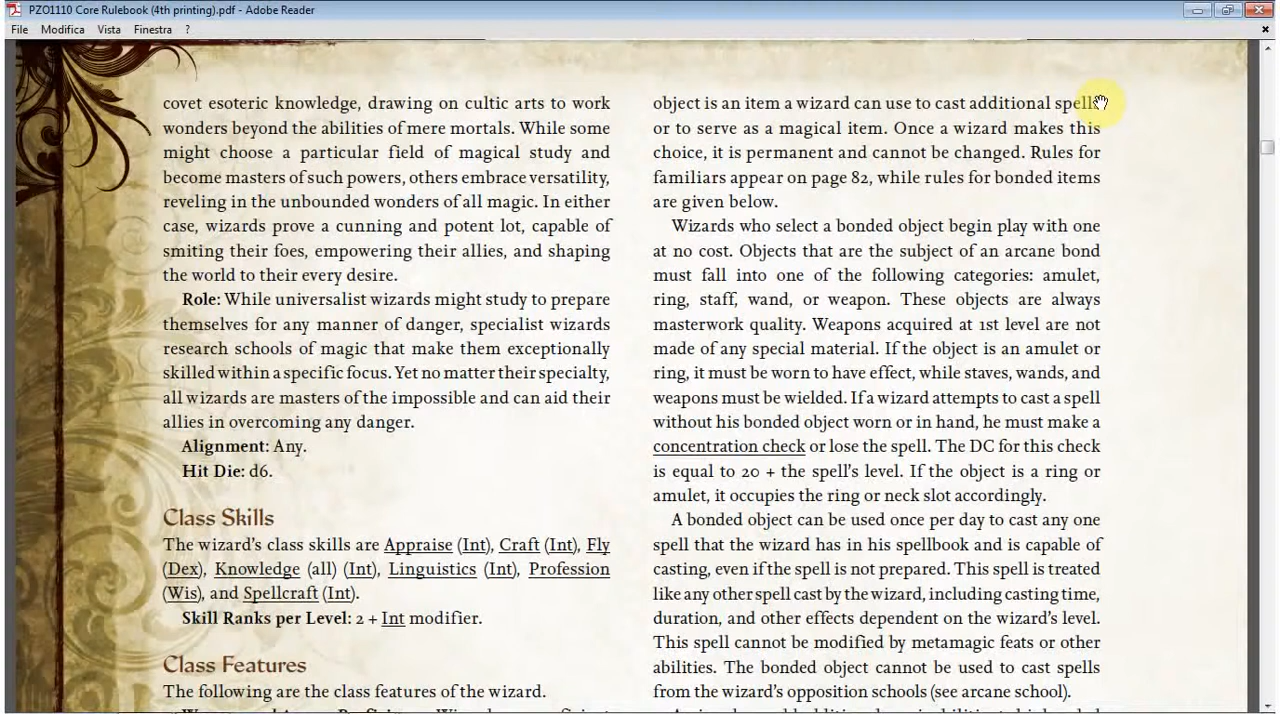 PZO1110 Core Rulebook (4th printing).pdf - Adobe Reader
File Modifica Vista Finestra ?
covet esoteric knowledge, drawing on cultic arts to work
wonders beyond the abilities of mere mortals. While some
might choose a particular field of magical study and
become masters of such powers, others embrace versatility,
reveling in the unbounded wonders of all magic. In either
case, wizards prove a cunning and potent lot, capable of
smiting their foes, empowering their allies, and shaping
the world to their every desire.
Role: While universalist wizards might study to prepare
themselves for any manner of danger, specialist wizards
research schools of magic that make them exceptionally
skilled within a specific focus. Yet no matter their specialty,
all wizards are masters of the impossible and can aid their
allies in overcoming any danger.
Alignment: Any.
Hit Die: d6.
Class Skills
The wizard's class skills are Appraise (Int), Craft (Int), Fly
(Dex), Knowledge (all) (Int), Linguistics (Int), Profession
(Wis), and Spellcraft (Int).
Skill Ranks per Level: 2 + Int modifier.
Class Features
The following are the class features of the wizard.
object is an item a wizard can use to cast additional spells
or to serve as a magical item. Once a wizard makes this
choice, it is permanent and cannot be changed. Rules for
familiars appear on page 82, while rules for bonded items
are given below.
Wizards who select a bonded object begin play with one
at no cost. Objects that are the subject of an arcane bond
must fall into one of the following categories: amulet,
ring, staff, wand, or weapon. These objects are always
masterwork quality. Weapons acquired at 1st level are not
made of any special material. If the object is an amulet or
ring, it must be worn to have effect, while staves, wands, and
weapons must be wielded. If a wizard attempts to cast a spell
without his bonded object worn or in hand, he must make a
concentration check or lose the spell. The DC for this check
is equal to 20 + the spell's level. If the object is a ring or
amulet, it occupies the ring or neck slot accordingly.
A bonded object can be used once per day to cast any one
spell that the wizard has in his spellbook and is capable of
casting, even if the spell is not prepared. This spell is treated
like any other spell cast by the wizard, including casting time,
duration, and other effects dependent on the wizard's level.
This spell cannot be modified by metamagic feats or other
abilities. The bonded object cannot be used to cast spells
from the wizard's opposition schools (see arcane school).